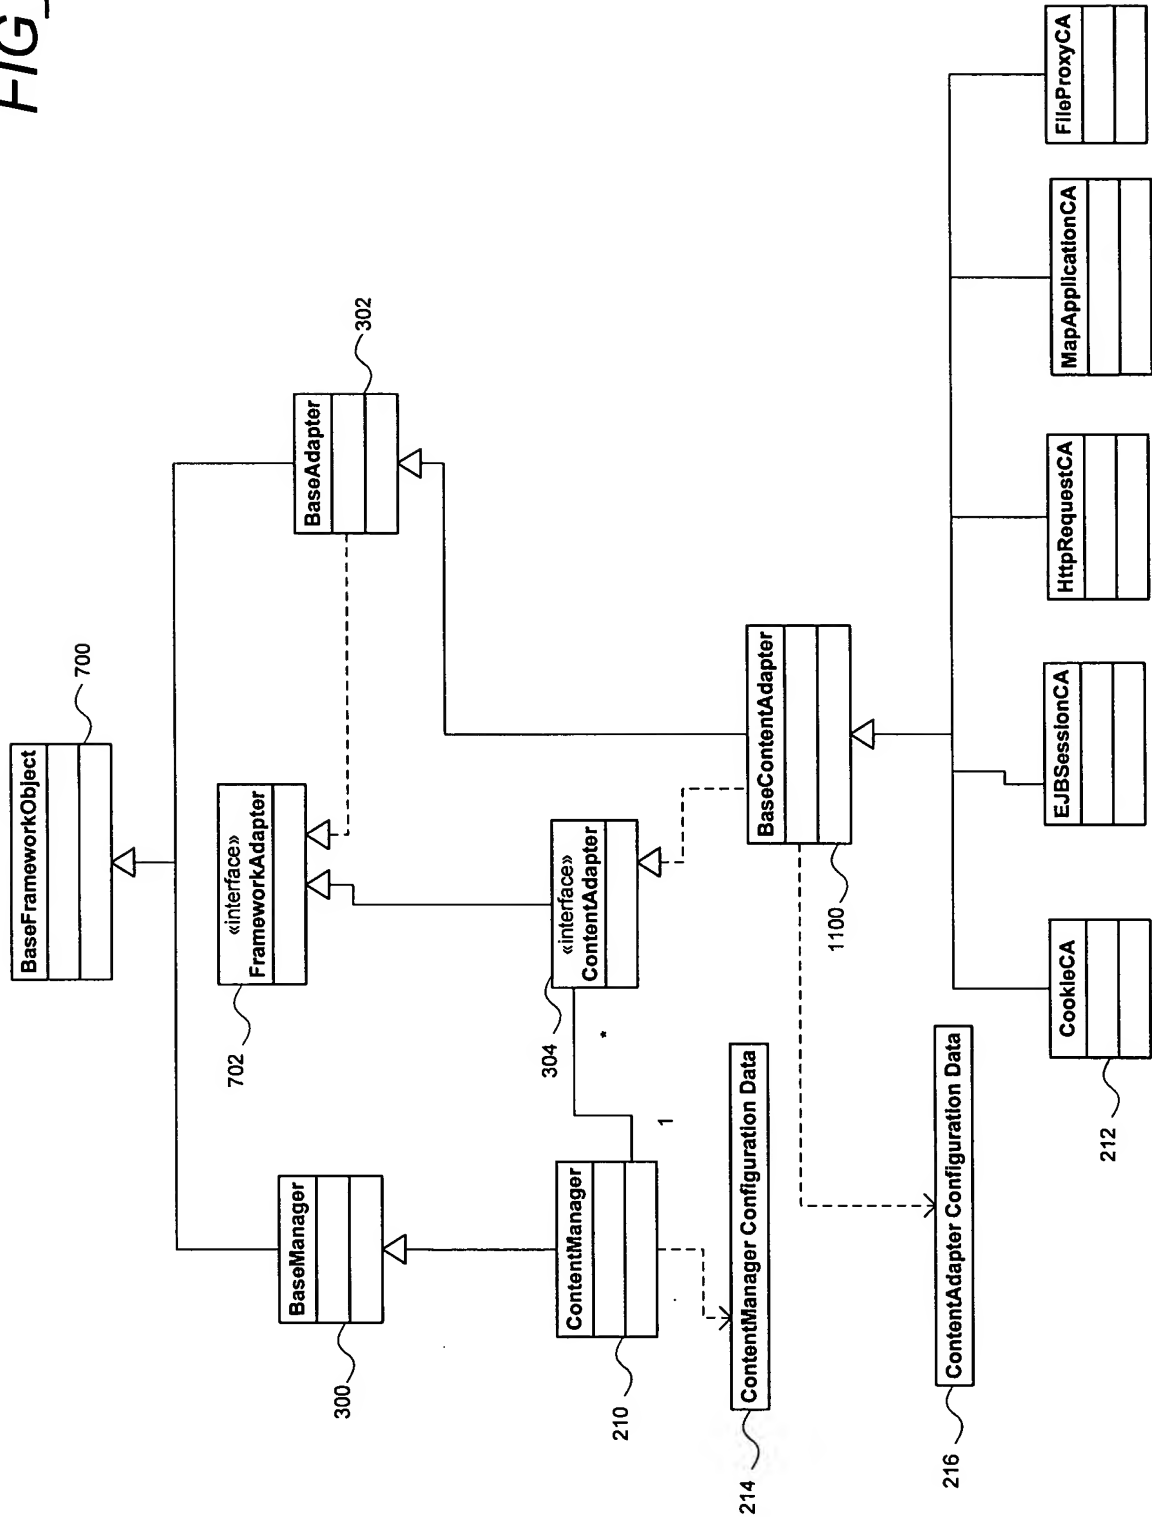 FIG_
BaseFrameworkObject
700
«interface»
FrameworkAdapter
702
BaseManager
300
BaseAdapter
302
«interface»
ContentAdapter
304
*
1
ContentManager
210
ContentManager Configuration Data
214
BaseContentAdapter
1100
ContentAdapter Configuration Data
216
CookieCA
212
EJBSessionCA
HttpRequestCA
MapApplicationCA
FileProxyCA